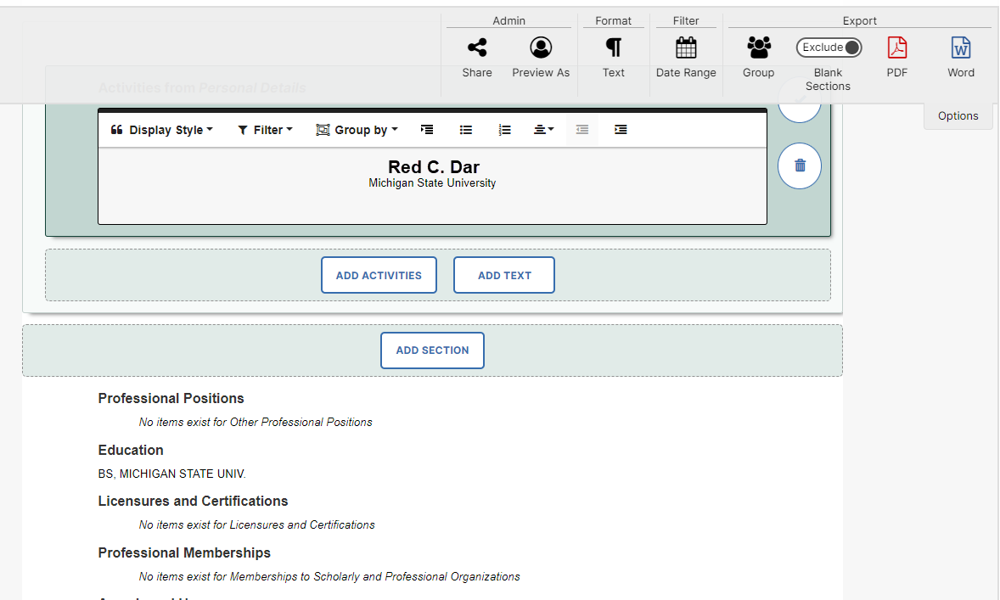 Admin Format Filter Export
Exclude
Share Preview As Text Date Range Group Blank Sections PDF Word
Activities from Personal Details
Options
Display Style Filter Group by
Red C. Dar
Michigan State University
ADD ACTIVITIES ADD TEXT
ADD SECTION
Professional Positions
No items exist for Other Professional Positions
Education
BS, MICHIGAN STATE UNIV.
Licensures and Certifications
No items exist for Licensures and Certifications
Professional Memberships
No items exist for Memberships to Scholarly and Professional Organizations